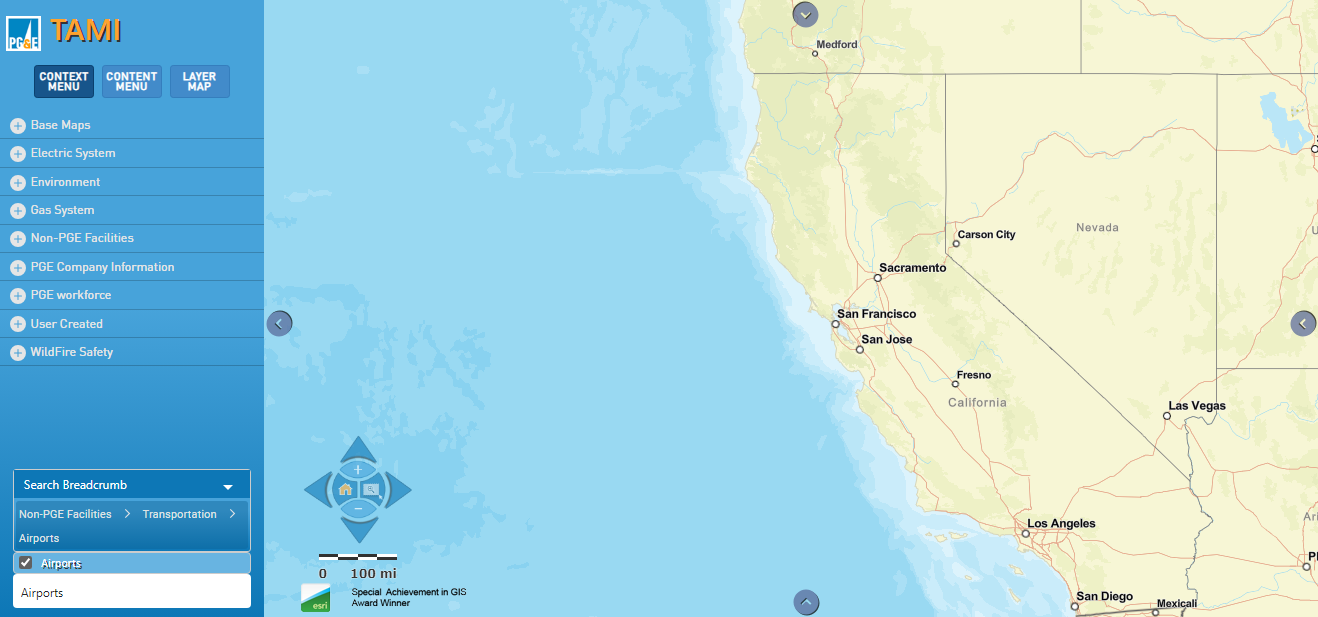 PG&E
TAMI
CONTEXT
MENU
CONTENT
MENU
LAYER
MAP
Base Maps
Electric System
Environment
Gas System
Non-PGE Facilities
PGE Company Information
PGE workforce
User Created
WildFire Safety
Search Breadcrumb
Non-PGE Facilities > Transportation >
Airports
Airports
Airports
Medford
Carson City
Nevada
Sacramento
San Francisco
San Jose
Fresno
California
Las Vegas
Los Angeles
San Diego
Mexicali
0 100 mi
esri
Special Achievement in GIS
Award Winner